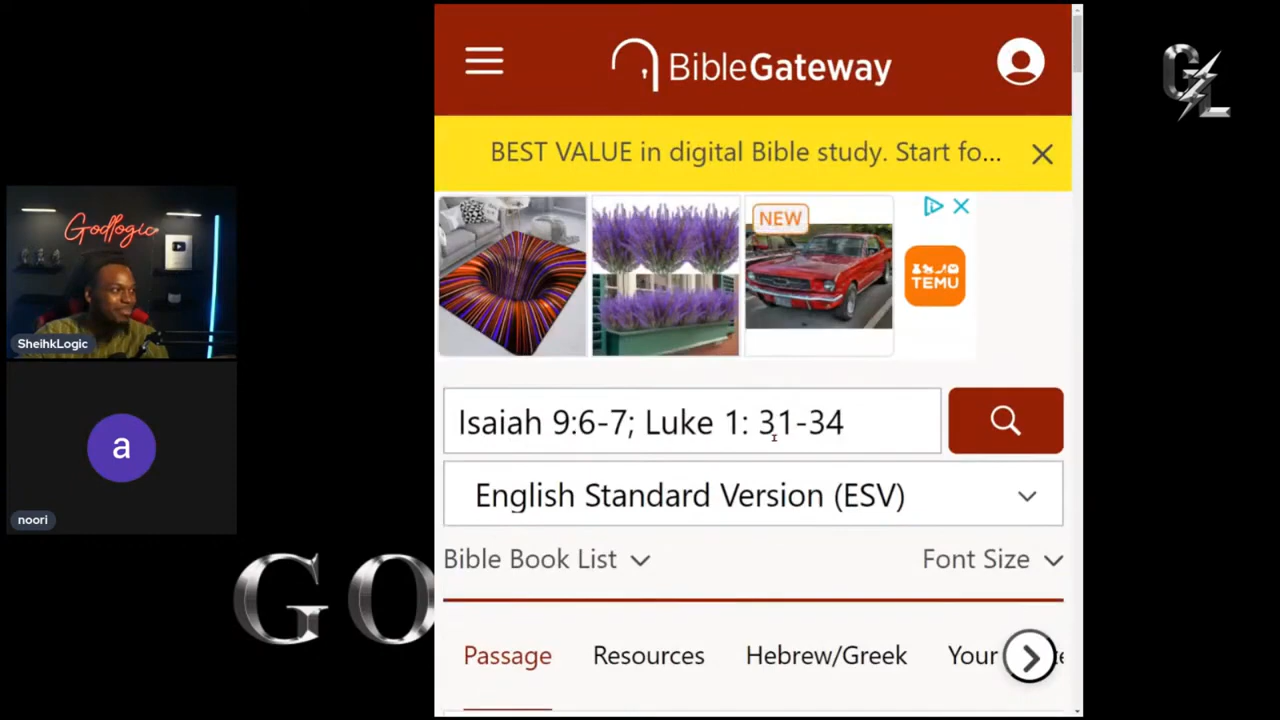 BibleGateway
BEST VALUE in digital Bible study. Start fo...
NEW
TEMU
Godlogic
SheihkLogic
a
noori
Isaiah 9:6-7; Luke 1: 31-34
English Standard Version (ESV)
Bible Book List
Font Size
Passage
Resources
Hebrew/Greek
Your
GO
GL